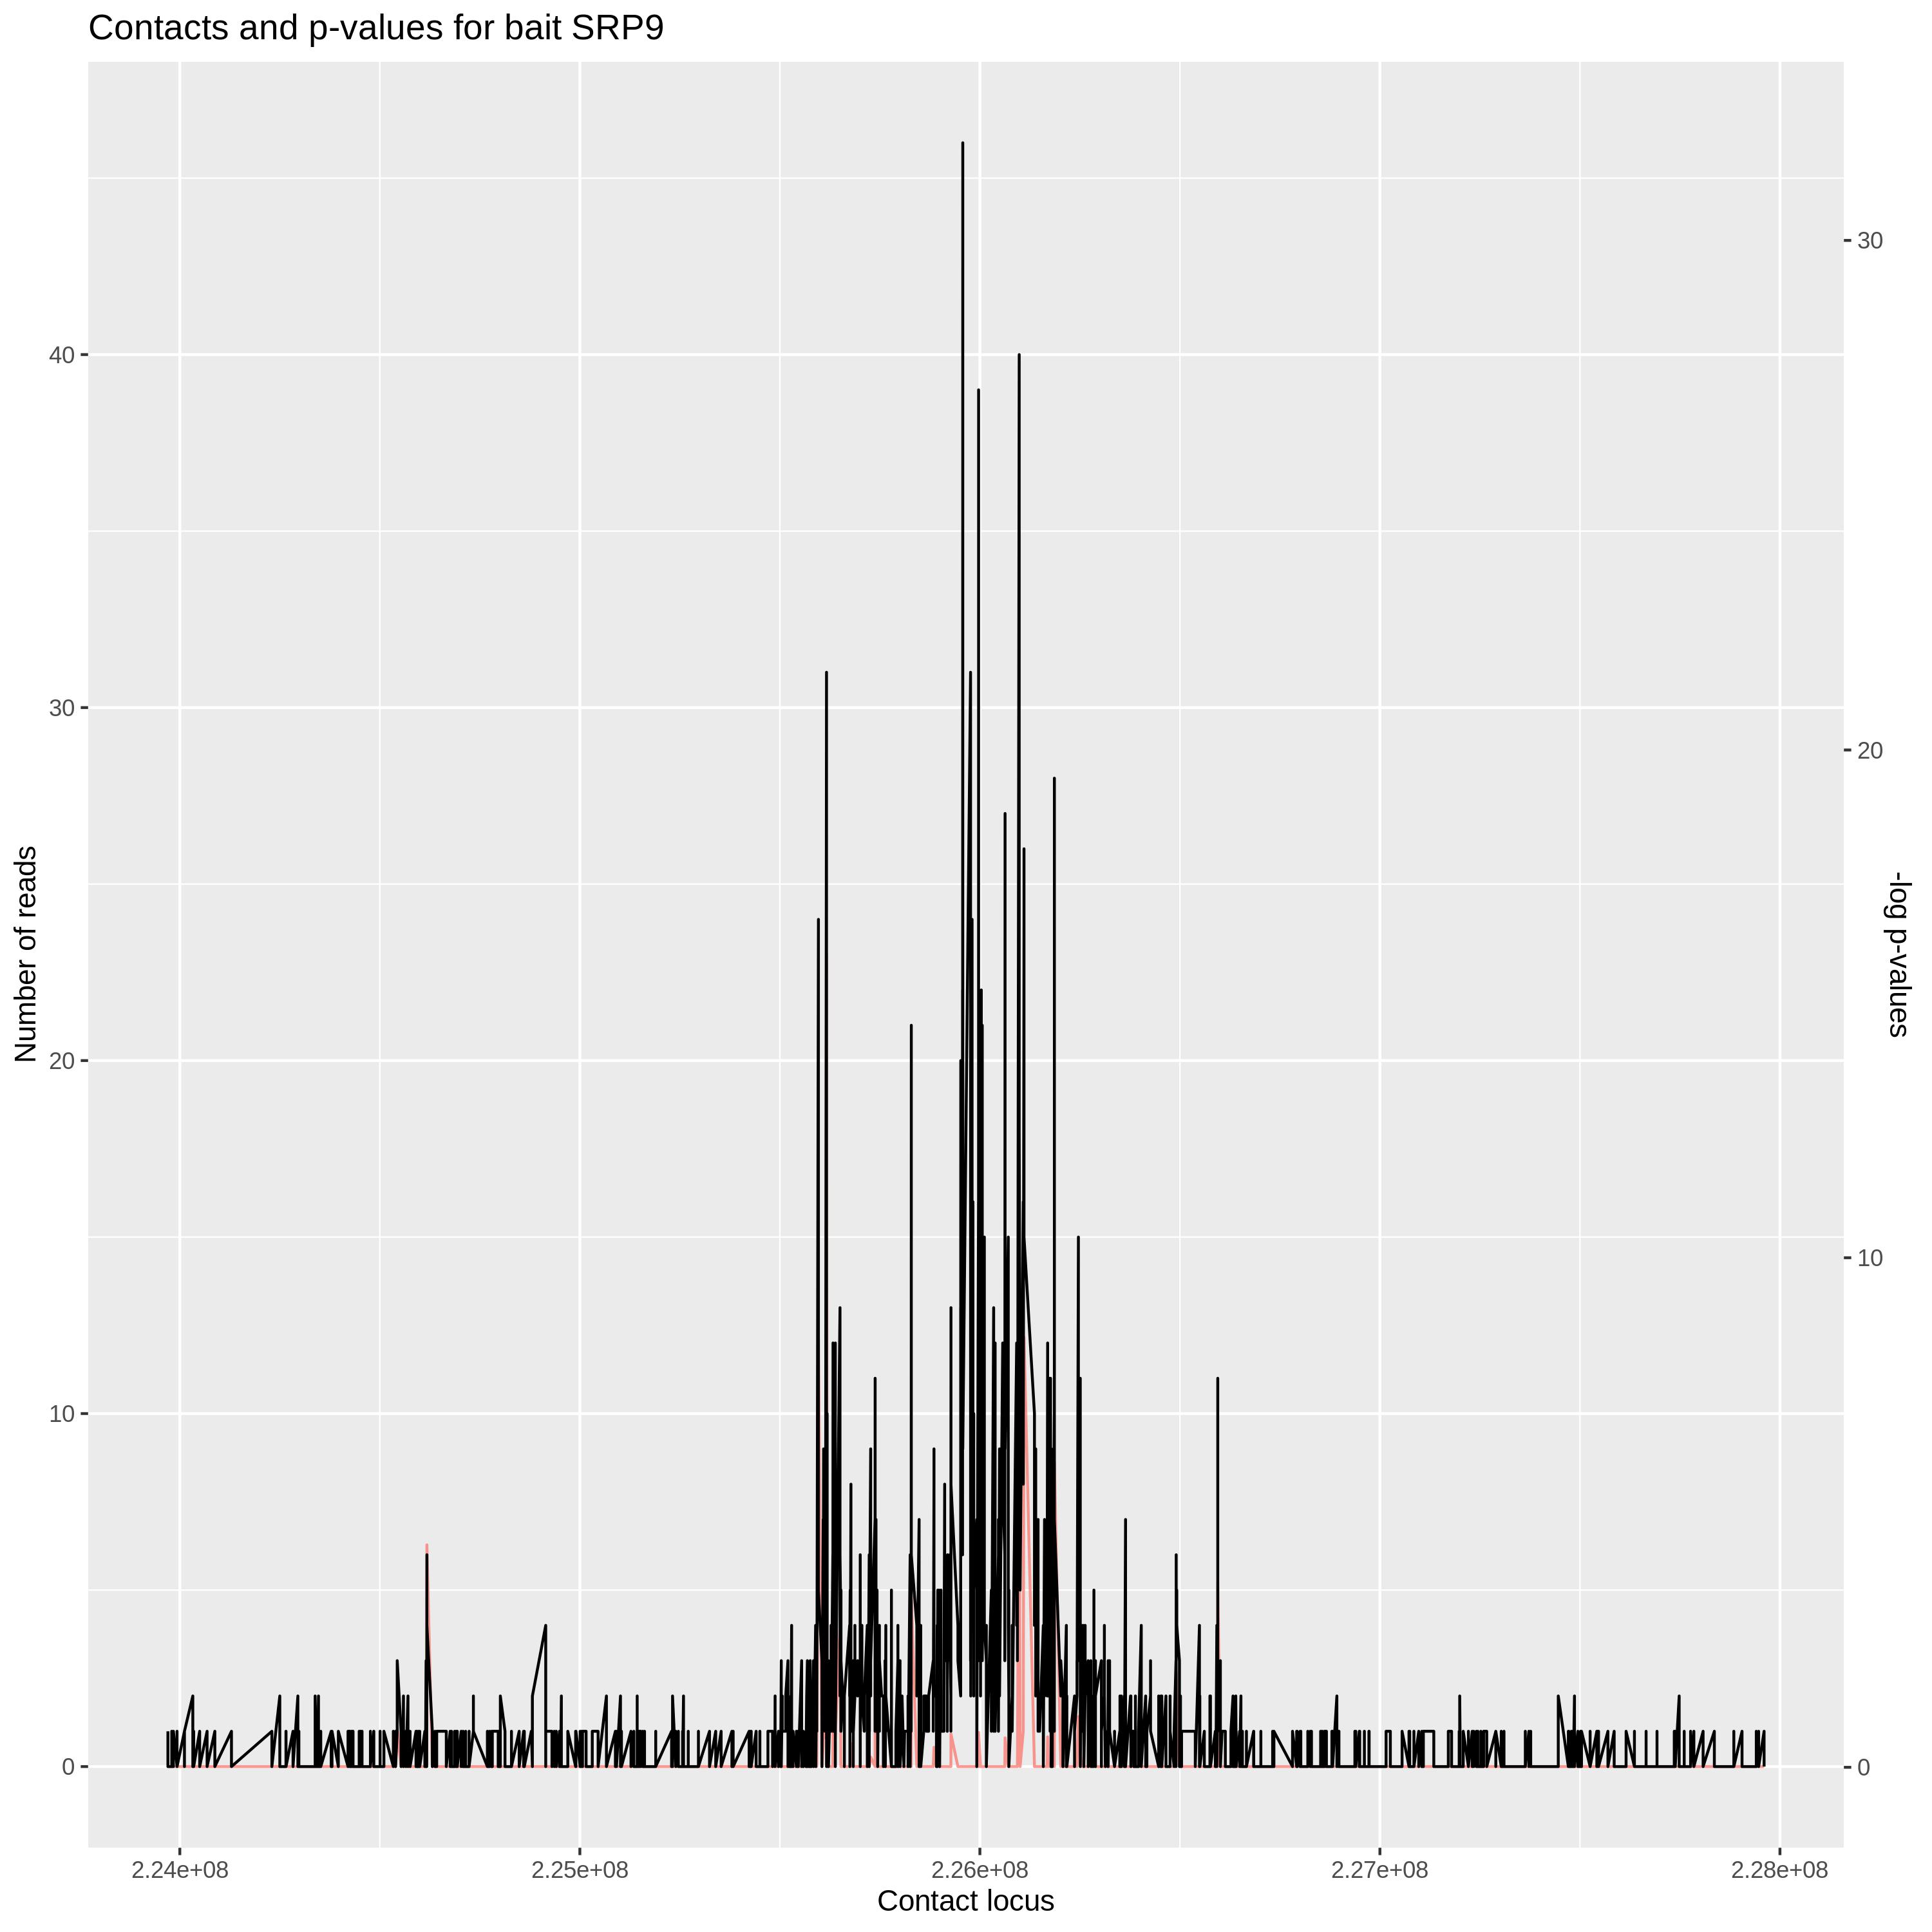 Contacts and p-values for bait SRP9
Number of reads
40
30
20
10
0
30
20
10
0
-log p-values
2.24e+08 2.25e+08 2.26e+08 2.27e+08 2.28e+08
Contact locus